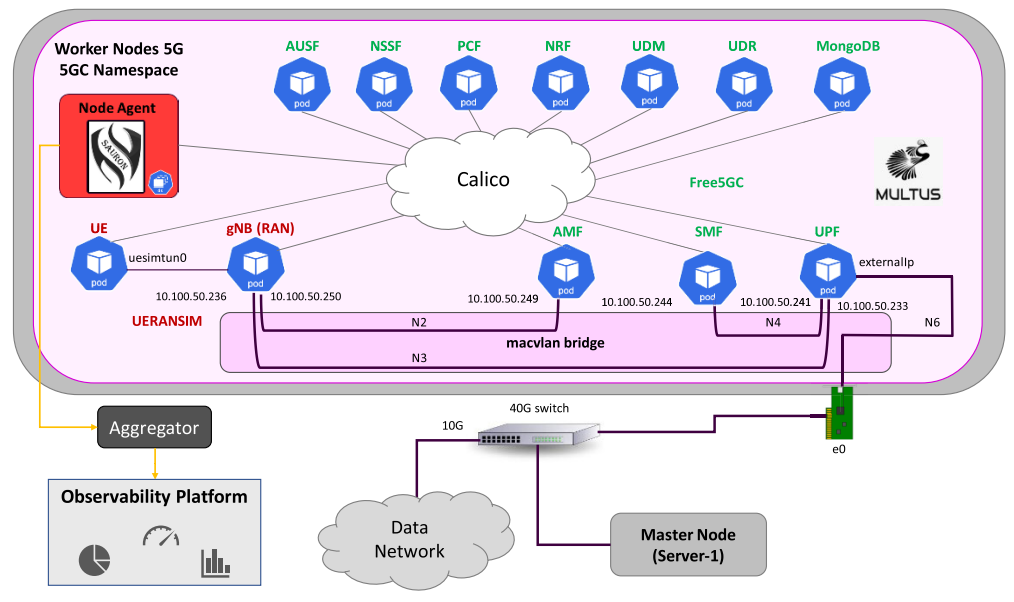 Worker Nodes 5G
5GC Namespace
AUSF
NSSF
PCF
NRF
UDM
UDR
MongoDB
pod
pod
pod
pod
pod
pod
pod
Node Agent
SAURON
Calico
Free5GC
MULTUS
UE
gNB (RAN)
AMF
SMF
UPF
uesimtun0
externalIp
pod
pod
pod
pod
pod
10.100.50.236
10.100.50.250
10.100.50.249
10.100.50.244
10.100.50.241
10.100.50.233
UERANSIM
N2
N4
N6
macvlan bridge
N3
40G switch
10G
e0
Aggregator
Observability Platform
Data
Network
Master Node
(Server-1)